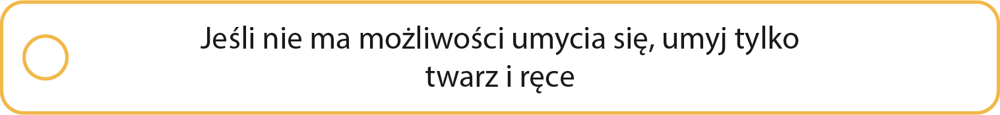 Jeśli nie ma możliwości umycia się, umyj tylko
twarz i ręce